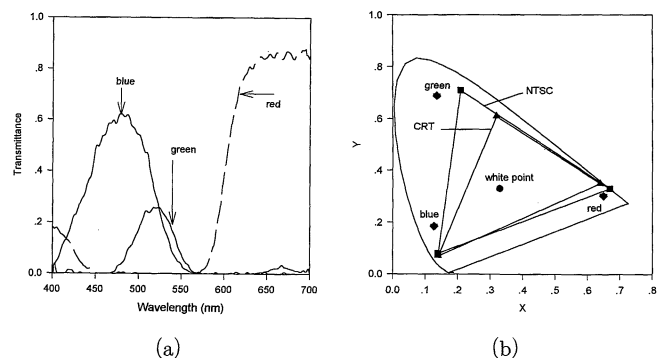 1.0
.8
.6
.4
.2
0.0
Transmittance
blue
green
red
400 450 500 550 600 650 700
Wavelength (nm)
(a)
1.0
.8
.6
.4
.2
0.0
Y
green
NTSC
CRT
white point
blue
red
0.0 .1 .2 .3 .4 .5 .6 .7 .8
X
(b)